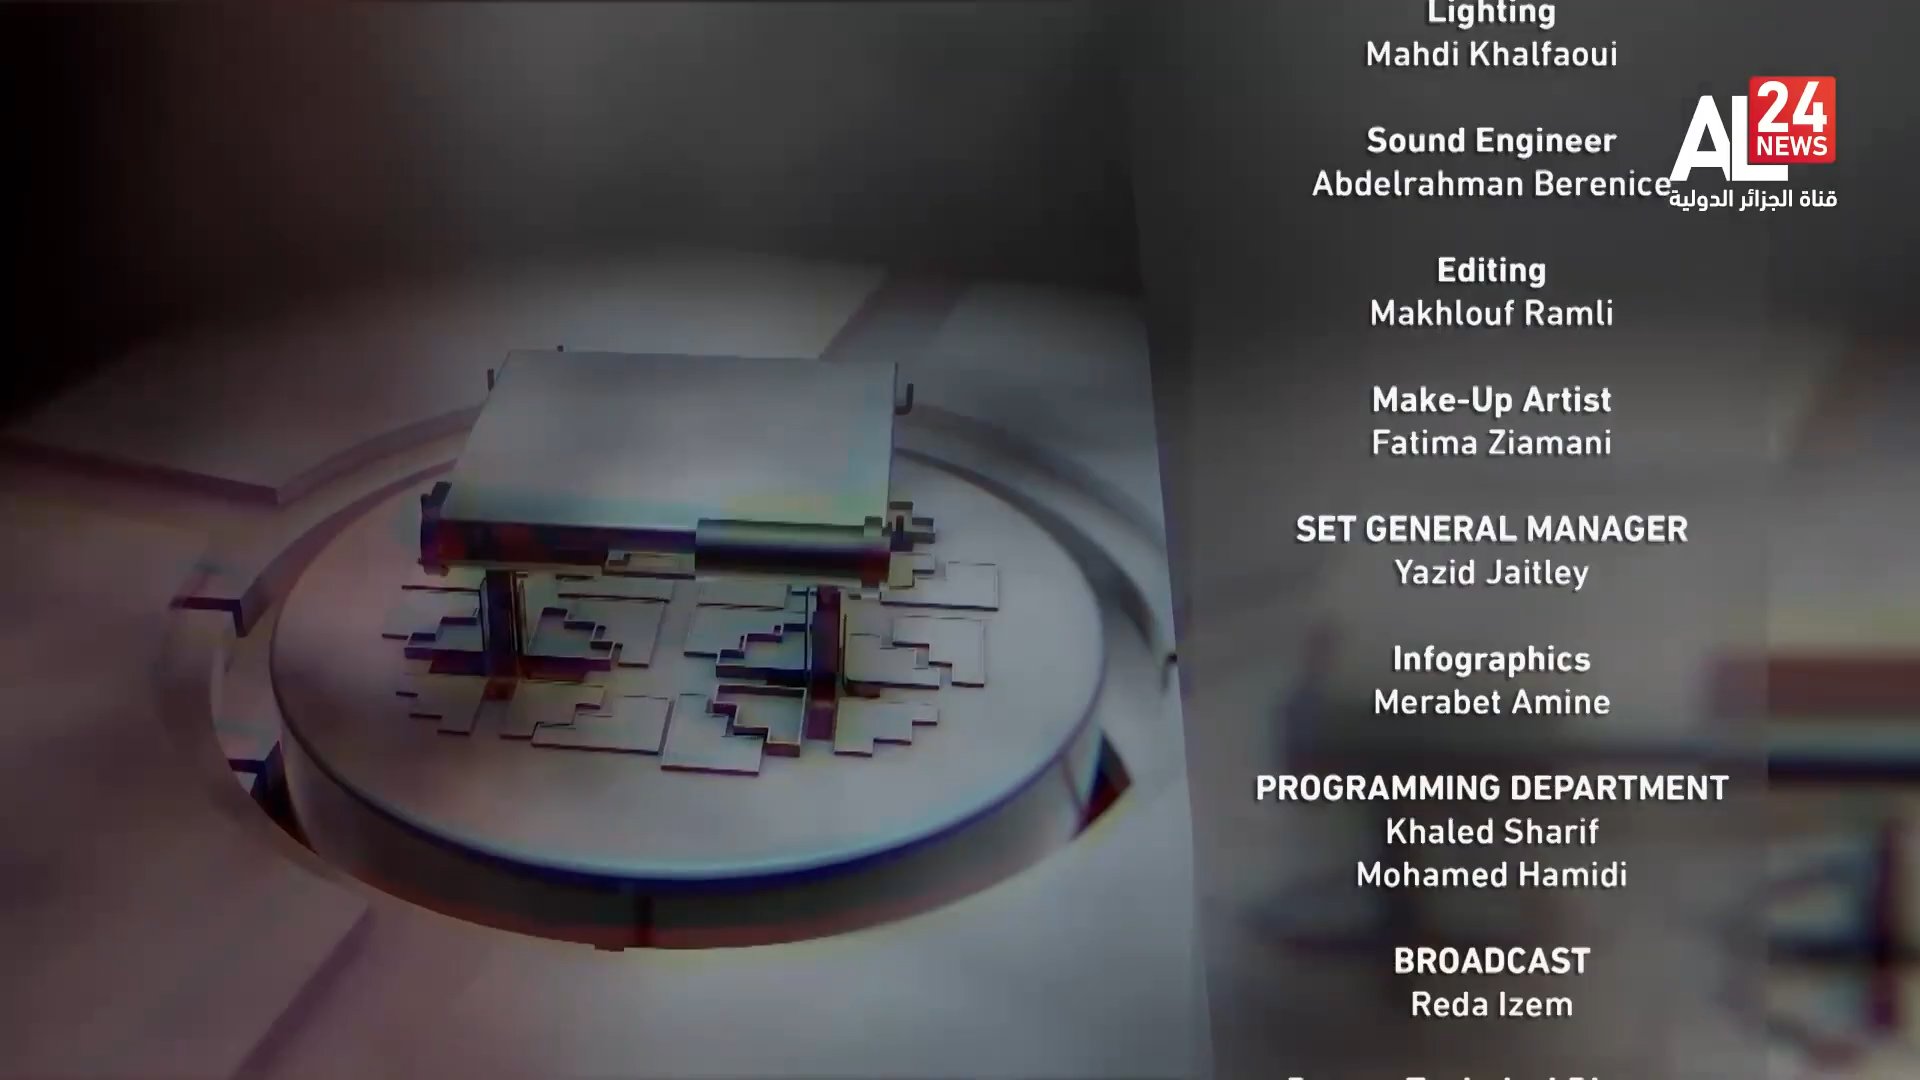 Lighting
Mahdi Khalfaoui
Sound Engineer
Abdelrahman Berenice
Editing
Makhlouf Ramli
Make-Up Artist
Fatima Ziamani
SET GENERAL MANAGER
Yazid Jaitley
Infographics
Merabet Amine
PROGRAMMING DEPARTMENT
Khaled Sharif
Mohamed Hamidi
BROADCAST
Reda Izem
AL
24
NEWS
قناة الجزائر الدولية